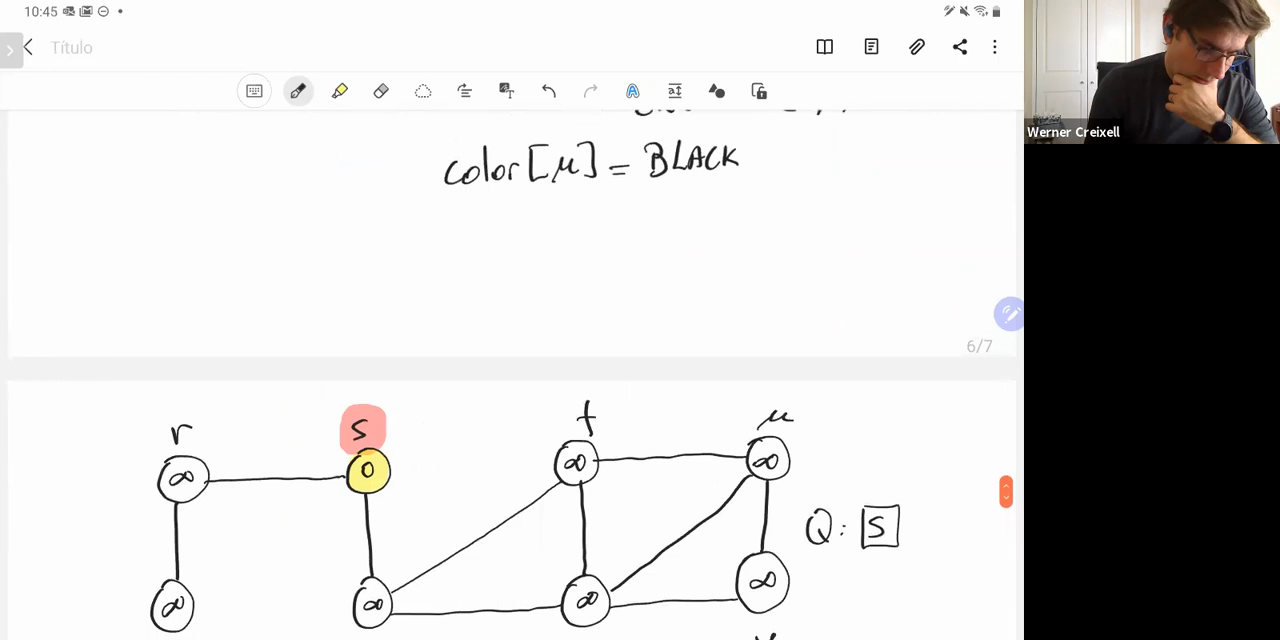 10:45
Título
color[μ] = BLACK
6/7
r s t μ
∞ 0 ∞ ∞
Q: S
∞ ∞ ∞ ∞
Werner Creixell